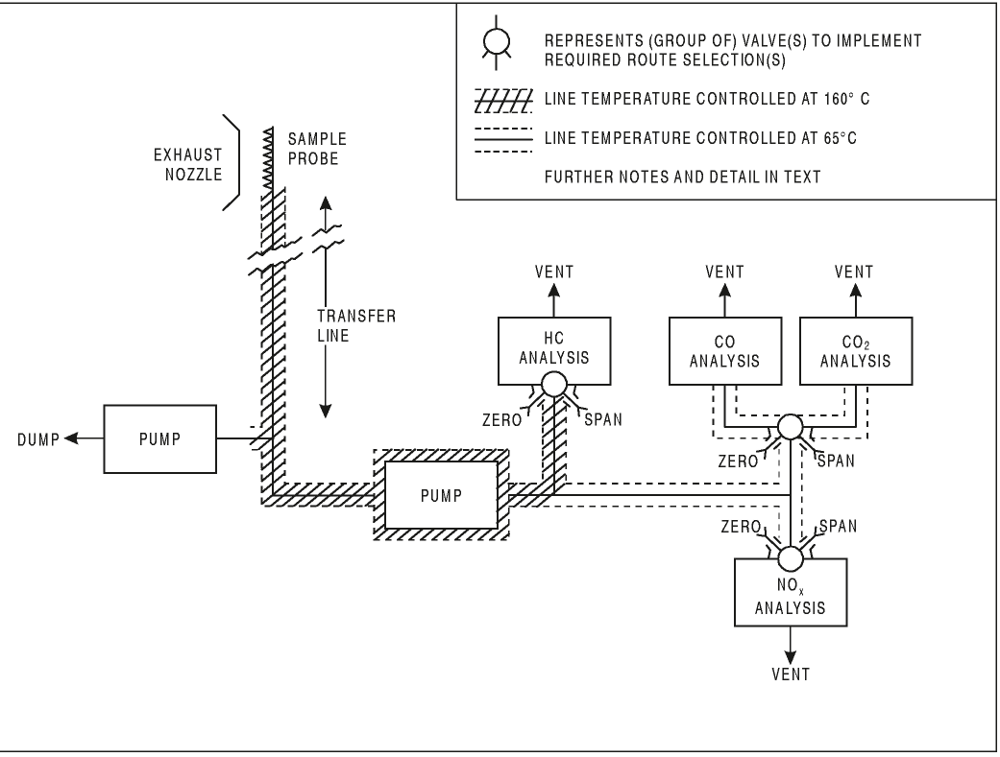 REPRESENTS (GROUP OF) VALVE(S) TO IMPLEMENT
REQUIRED ROUTE SELECTION(S)
LINE TEMPERATURE CONTROLLED AT 160° C
LINE TEMPERATURE CONTROLLED AT 65°C
FURTHER NOTES AND DETAIL IN TEXT
EXHAUST
NOZZLE
SAMPLE
PROBE
TRANSFER
LINE
VENT
VENT
VENT
HC
ANALYSIS
CO
ANALYSIS
CO₂
ANALYSIS
ZERO
SPAN
DUMP
PUMP
ZERO
SPAN
PUMP
ZERO
SPAN
NOₓ
ANALYSIS
VENT